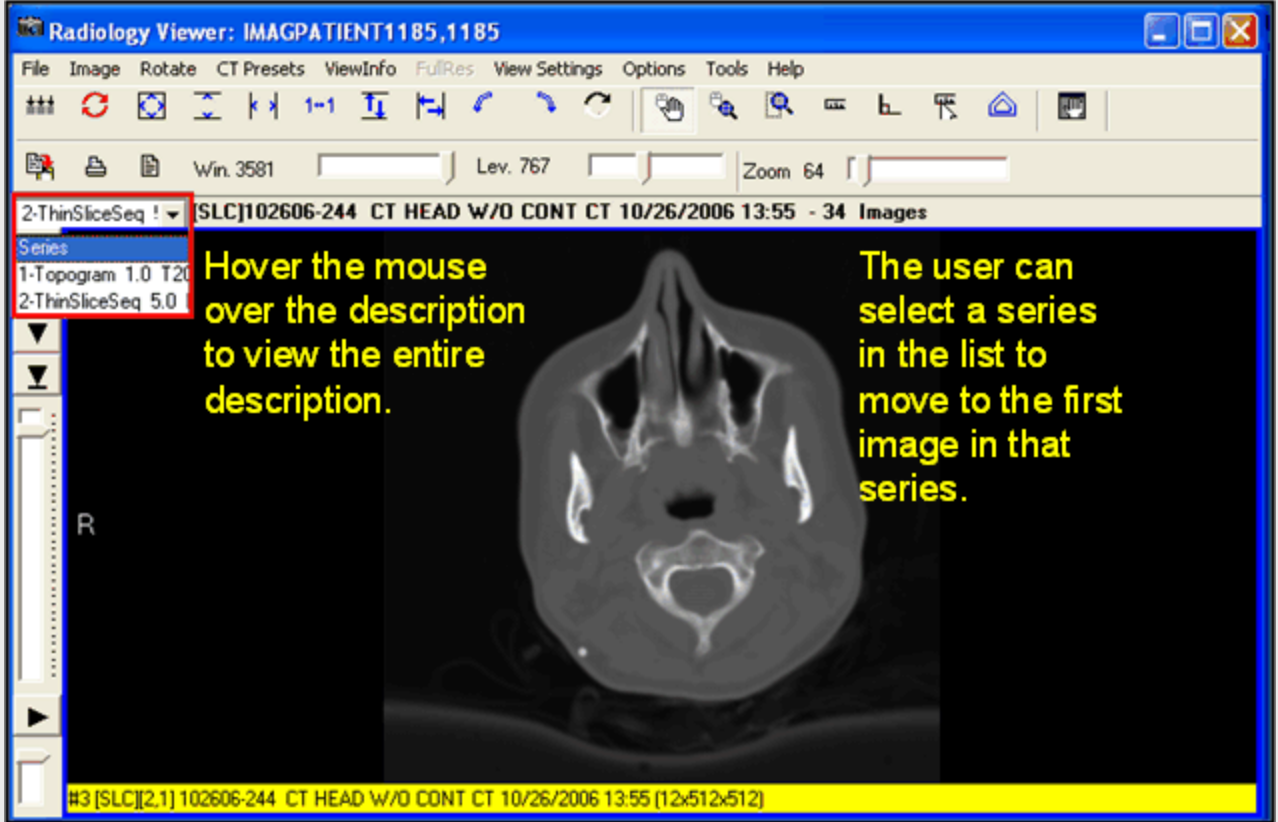 Radiology Viewer: IMAGPATIENT1185,1185
File Image Rotate CT Presets ViewInfo FullRes View Settings Options Tools Help
1↔1
Win. 3581 Lev. 767 Zoom 64
2-ThinSliceSeq [SLC]102606-244 CT HEAD W/O CONT CT 10/26/2006 13:55 - 34 Images
Series
1-Topogram 1.0 T20
2-ThinSliceSeq 5.0
Hover the mouse
over the description
to view the entire
description.
The user can
select a series
in the list to
move to the first
image in that
series.
R
#3 [SLC][2,1] 102606-244 CT HEAD W/O CONT CT 10/26/2006 13:55 (12x512x512)